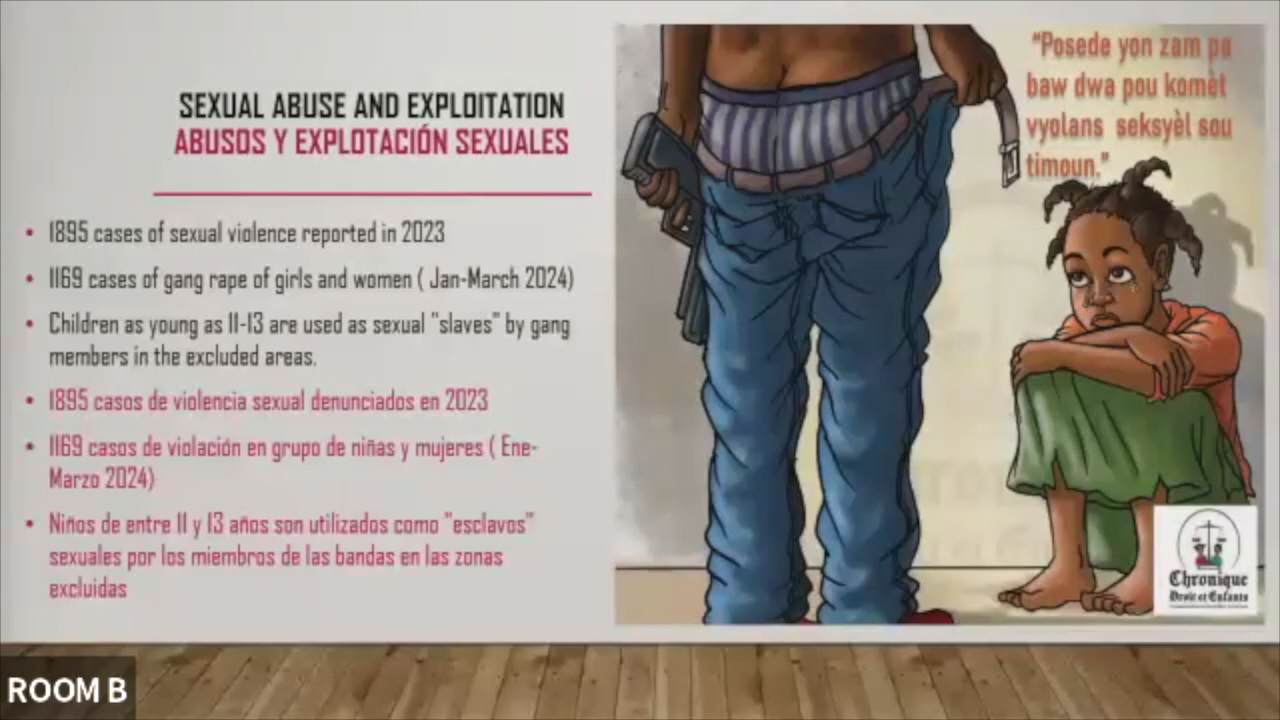 SEXUAL ABUSE AND EXPLOITATION
ABUSOS Y EXPLOTACIÓN SEXUALES
• 1895 cases of sexual violence reported in 2023
• 1169 cases of gang rape of girls and women ( Jan-March 2024)
• Children as young as 11-13 are used as sexual "slaves" by gang
members in the excluded areas.
• 1895 casos de violencia sexual denunciados en 2023
• 1169 casos de violación en grupo de niñas y mujeres ( Ene-
Marzo 2024)
• Niños de entre 11 y 13 años son utilizados como "esclavos"
sexuales por los miembros de las bandas en las zonas
excluidas
"Posede yon zam pa
baw dwa pou komèt
vyolans seksyèl sou
timoun."
Chronique
Droit et Enfants
ROOM B